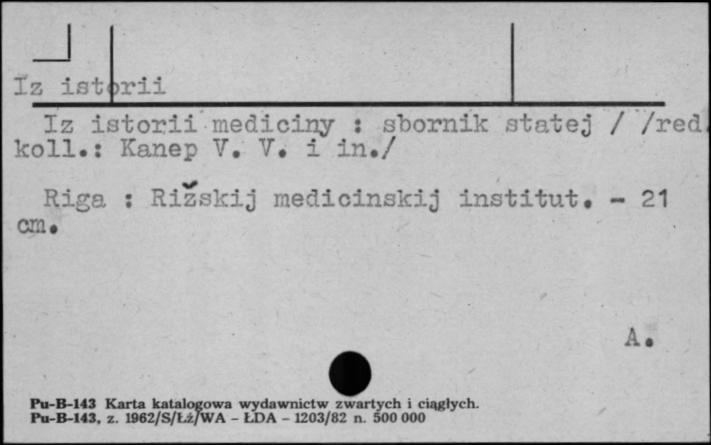 Iz istorii
Iz istorii mediciny : sbornik statej / /red.
koll.: Kanep V. V. i in./
Riga : Rižskij medicinskij institut. - 21
cm.
A.
Pu-B-143 Karta katalogowa wydawnictw zwartych i ciągłych.
Pu-B-143, z. 1962/S/Łż/WA - ŁDA - 1203/82 n. 500 000